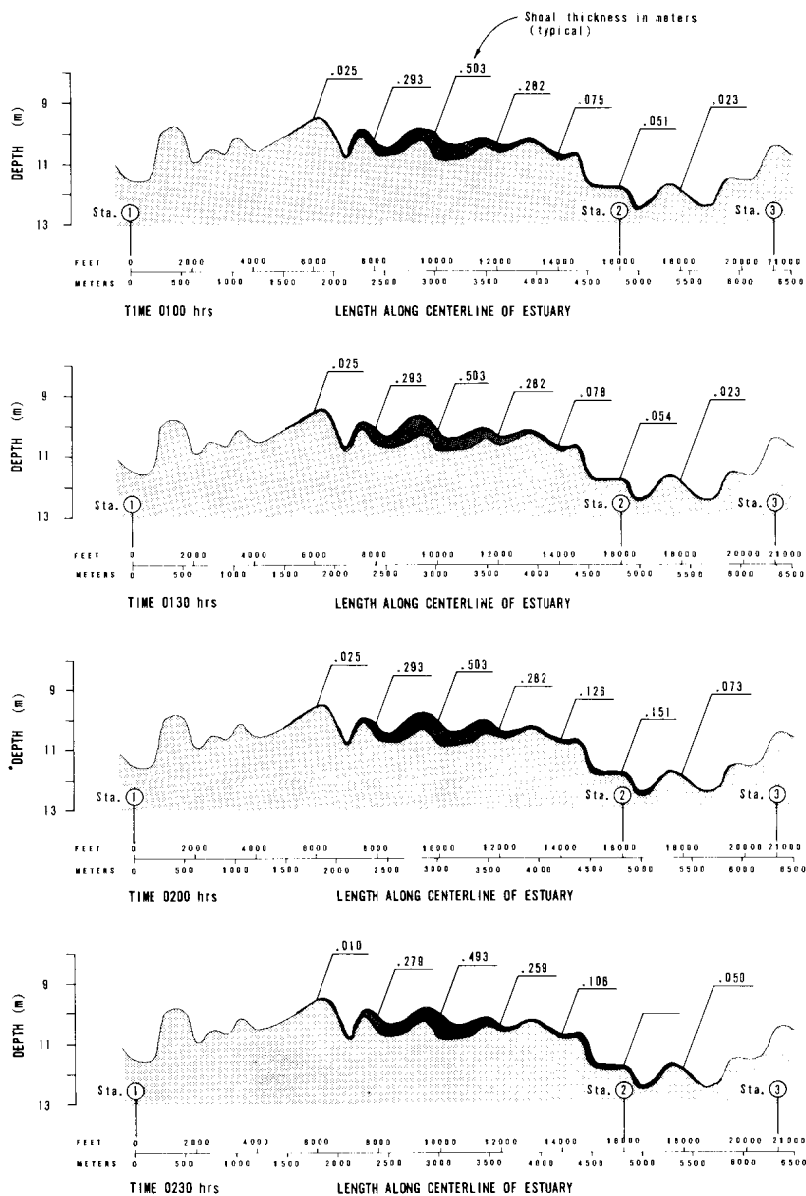 Shoal thickness in meters
(typical)
.025
.293
.503
.282
.075
.051
.023
9
11
13
DEPTH (m)
Sta. 1
Sta. 2
Sta. 3
FEET 0 2000 4000 6000 8000 10000 12000 14000 16000 18000 20000 21000
METERS 0 500 1000 1500 2000 2500 3000 3500 4000 4500 5000 5500 6000 6500
TIME 0100 hrs LENGTH ALONG CENTERLINE OF ESTUARY
.025
.293
.503
.282
.078
.054
.023
9
11
13
DEPTH (m)
Sta. 1
Sta. 2
Sta. 3
FEET 0 2000 4000 6000 8000 10000 12000 14000 16000 18000 20000 21000
METERS 0 500 1000 1500 2000 2500 3000 3500 4000 4500 5000 5500 6000 6500
TIME 0130 hrs LENGTH ALONG CENTERLINE OF ESTUARY
.025
.293
.503
.282
.126
.151
.073
9
11
13
DEPTH (m)
Sta. 1
Sta. 2
Sta. 3
FEET 0 2000 4000 6000 8000 10000 12000 14000 16000 18000 20000 21000
METERS 0 500 1000 1500 2000 2500 3000 3500 4000 4500 5000 6000 6500
TIME 0200 hrs LENGTH ALONG CENTERLINE OF ESTUARY
.010
.279
.493
.259
.106
.050
9
11
13
DEPTH (m)
Sta. 1
Sta. 2
Sta. 3
FEET 0 2000 4000 6000 8000 10000 12000 14000 16000 18000 20000 21000
METERS 0 500 1000 1500 2000 2500 3000 3500 4000 4500 5000 5500 6000 6500
TIME 0230 hrs LENGTH ALONG CENTERLINE OF ESTUARY